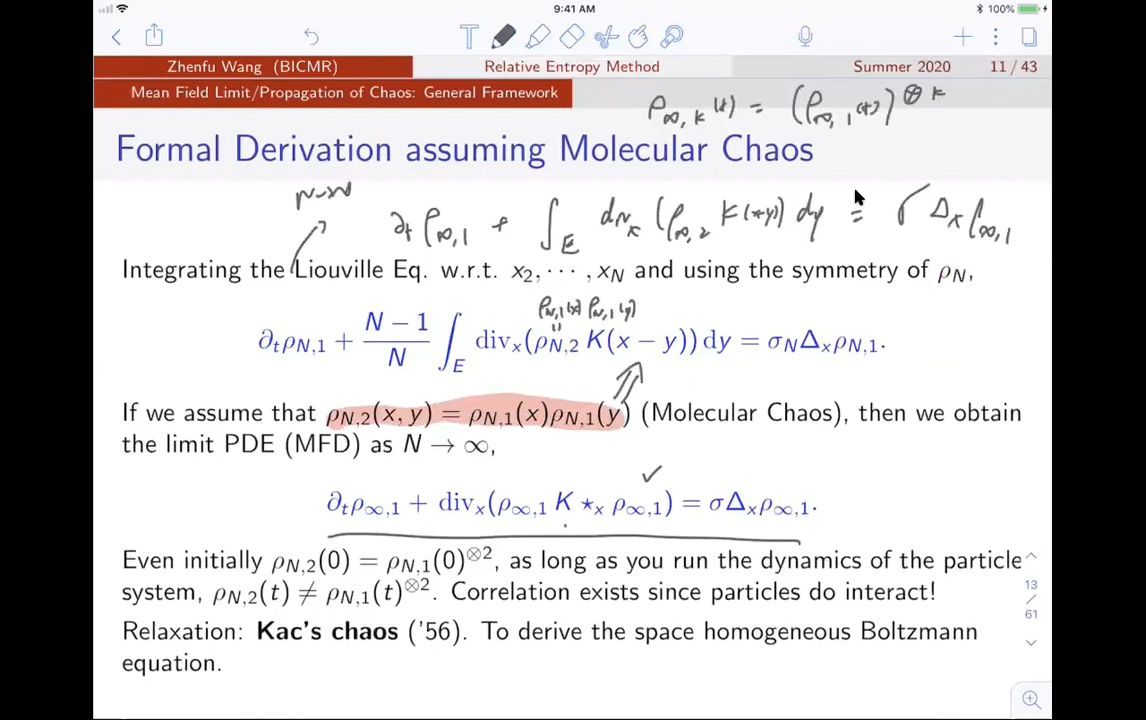 9:41 AM
100%
Zhenfu Wang (BICMR) Relative Entropy Method Summer 2020 11 / 43
Mean Field Limit/Propagation of Chaos: General Framework
ρ∞,k(t) = (ρ∞,1(t))⊗k
Formal Derivation assuming Molecular Chaos
N→∞
∂t ρ∞,1 + ∫E divx (ρ∞,2 K(x-y)) dy = σ Δx ρ∞,1
Integrating the Liouville Eq. w.r.t. x2, ⋯ , xN and using the symmetry of ρN,
ρN,1(x) ρN,1(y)
∂tρN,1 + N − 1 / N ∫E divx(ρN,2 K(x − y)) dy = σNΔxρN,1.
If we assume that ρN,2(x, y) = ρN,1(x)ρN,1(y) (Molecular Chaos), then we obtain
the limit PDE (MFD) as N → ∞,
∂tρ∞,1 + divx(ρ∞,1 K ⋆x ρ∞,1) = σΔxρ∞,1.
Even initially ρN,2(0) = ρN,1(0)⊗2, as long as you run the dynamics of the particle
system, ρN,2(t) ≠ ρN,1(t)⊗2. Correlation exists since particles do interact!
Relaxation: Kac's chaos ('56). To derive the space homogeneous Boltzmann
equation.
13
/
61